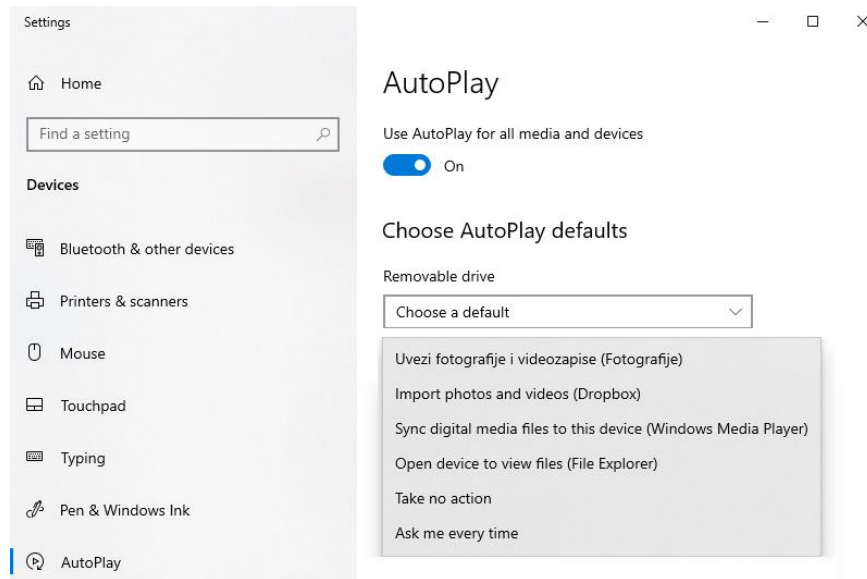 Settings
Home
Find a setting
Devices
Bluetooth & other devices
Printers & scanners
Mouse
Touchpad
Typing
Pen & Windows Ink
AutoPlay
AutoPlay
Use AutoPlay for all media and devices
On
Choose AutoPlay defaults
Removable drive
Choose a default
Uvezi fotografije i videozapise (Fotografije)
Import photos and videos (Dropbox)
Sync digital media files to this device (Windows Media Player)
Open device to view files (File Explorer)
Take no action
Ask me every time